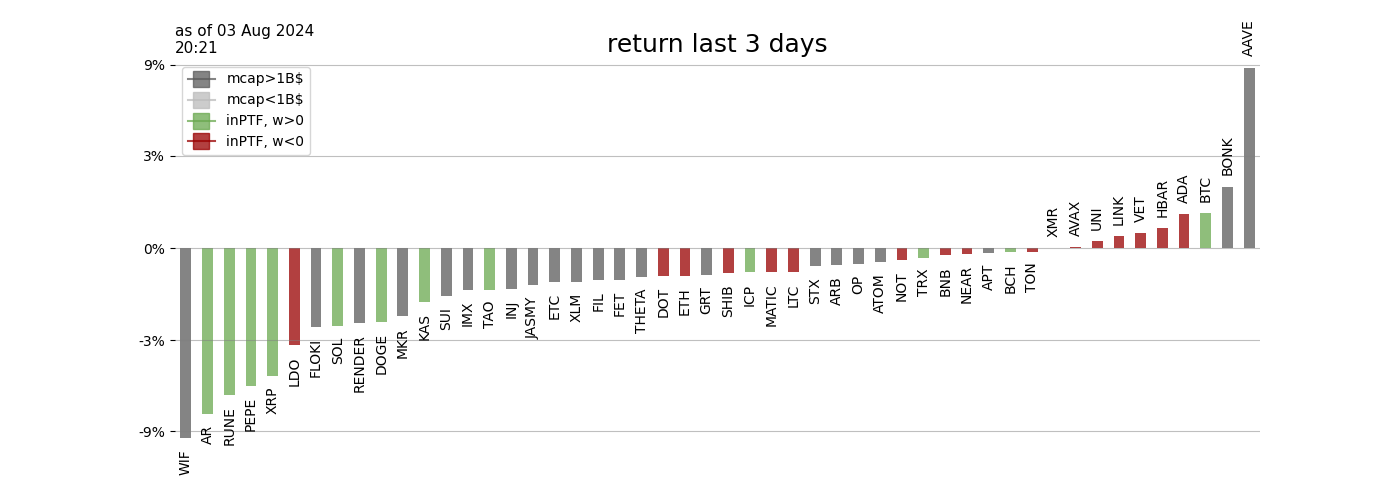 as of 03 Aug 2024
20:21
return last 3 days
AAVE
9%
mcap>1B$
mcap<1B$
inPTF, w>0
inPTF, w<0
3%
BONK
BTC
ADA
HBAR
VET
LINK
UNI
AVAX
XMR
0%
WIF
AR
RUNE
PEPE
XRP
LDO
FLOKI
SOL
RENDER
DOGE
MKR
KAS
SUI
IMX
TAO
INJ
JASMY
ETC
XLM
FIL
FET
THETA
DOT
ETH
GRT
SHIB
ICP
MATIC
LTC
STX
ARB
OP
ATOM
NOT
TRX
BNB
NEAR
APT
BCH
TON
-3%
-9%